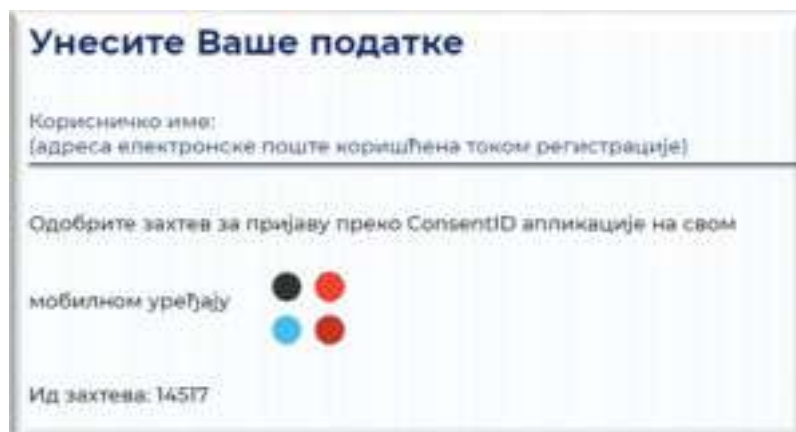 Унесите Ваше податке
Корисничко име:
(адреса електронске поште коришћена током регистрације)
Одобрите захтев за пријаву преко ConsentID апликације на свом
мобилном уређају
Ид захтева: 14517